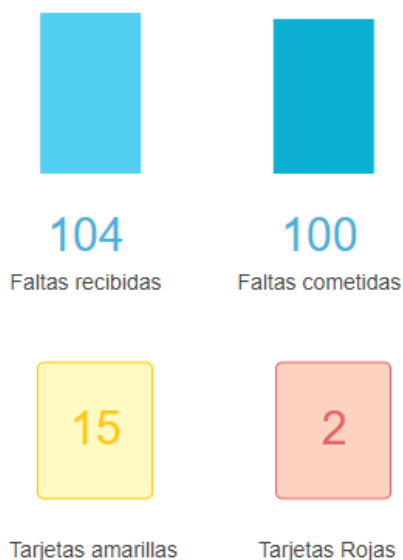 104
100
Faltas recibidas
Faltas cometidas
15
2
Tarjetas amarillas
Tarjetas Rojas